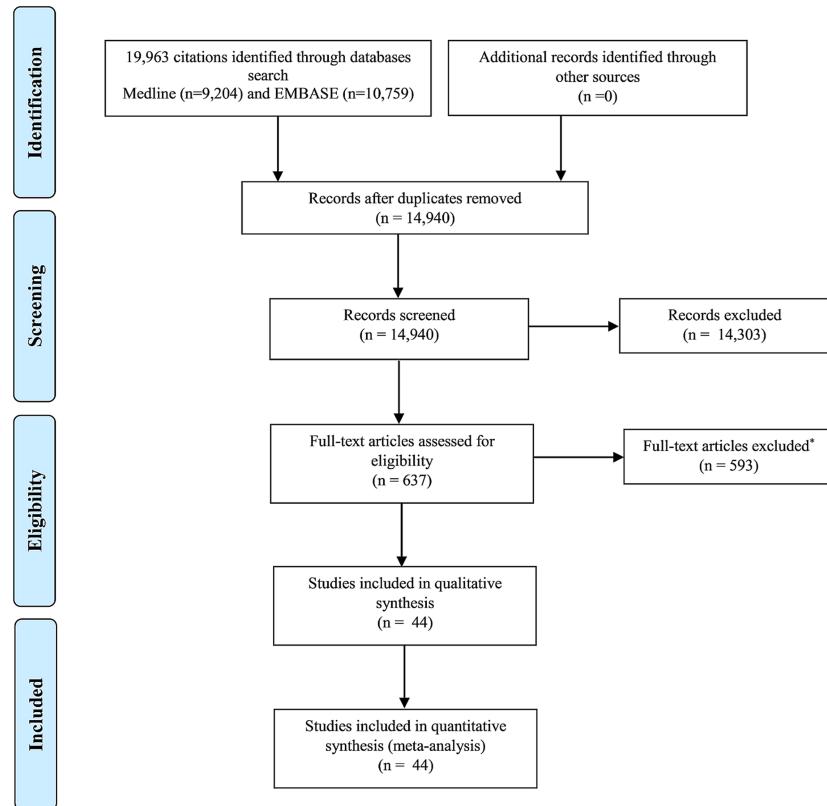 Identification
19,963 citations identified through databases
search
Medline (n=9,204) and EMBASE (n=10,759)
Additional records identified through
other sources
(n =0)
Records after duplicates removed
(n = 14,940)
Screening
Records screened
(n = 14,940)
Records excluded
(n = 14,303)
Eligibility
Full-text articles assessed for
eligibility
(n = 637)
Full-text articles excluded*
(n = 593)
Studies included in qualitative
synthesis
(n = 44)
Included
Studies included in quantitative
synthesis (meta-analysis)
(n = 44)